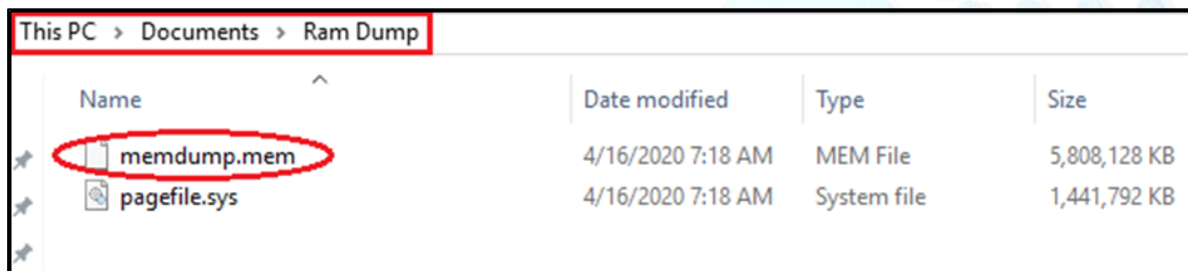 This PC > Documents > Ram Dump
Name Date modified Type Size
memdump.mem 4/16/2020 7:18 AM MEM File 5,808,128 KB
pagefile.sys 4/16/2020 7:18 AM System file 1,441,792 KB